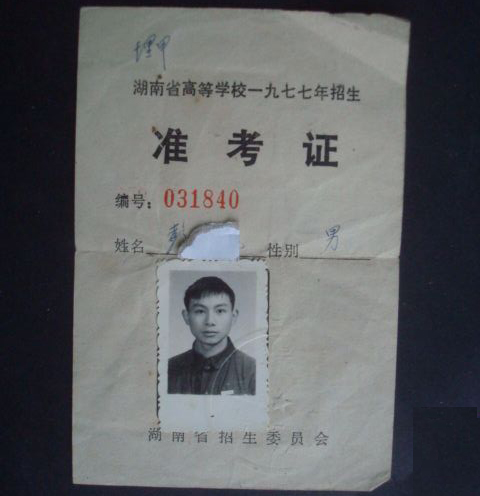 理甲
湖南省高等学校一九七七年招生
准考证
编号：031840
姓名 彭 性别 男
湖南省招生委员会